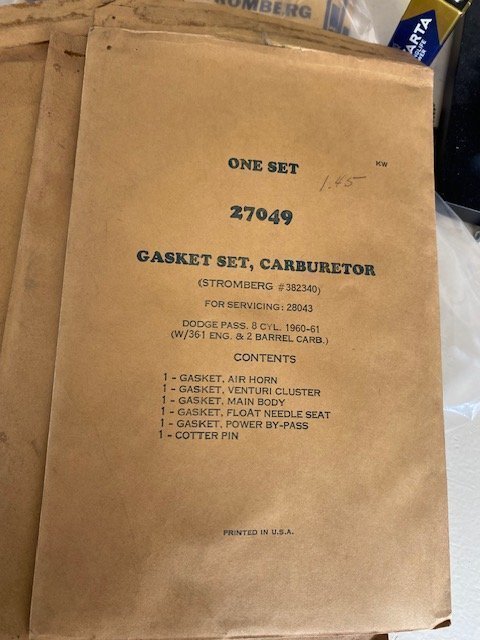 STROMBERG
VARTA
ONE SET
KW
1.45
27049
GASKET SET, CARBURETOR
(STROMBERG #382340)
FOR SERVICING: 28043
DODGE PASS. 8 CYL. 1960-61
(W/361 ENG. & 2 BARREL CARB.)
CONTENTS
1 - GASKET, AIR HORN
1 - GASKET, VENTURI CLUSTER
1 - GASKET, MAIN BODY
1 - GASKET, FLOAT NEEDLE SEAT
1 - GASKET, POWER BY-PASS
1 - COTTER PIN
PRINTED IN U.S.A.